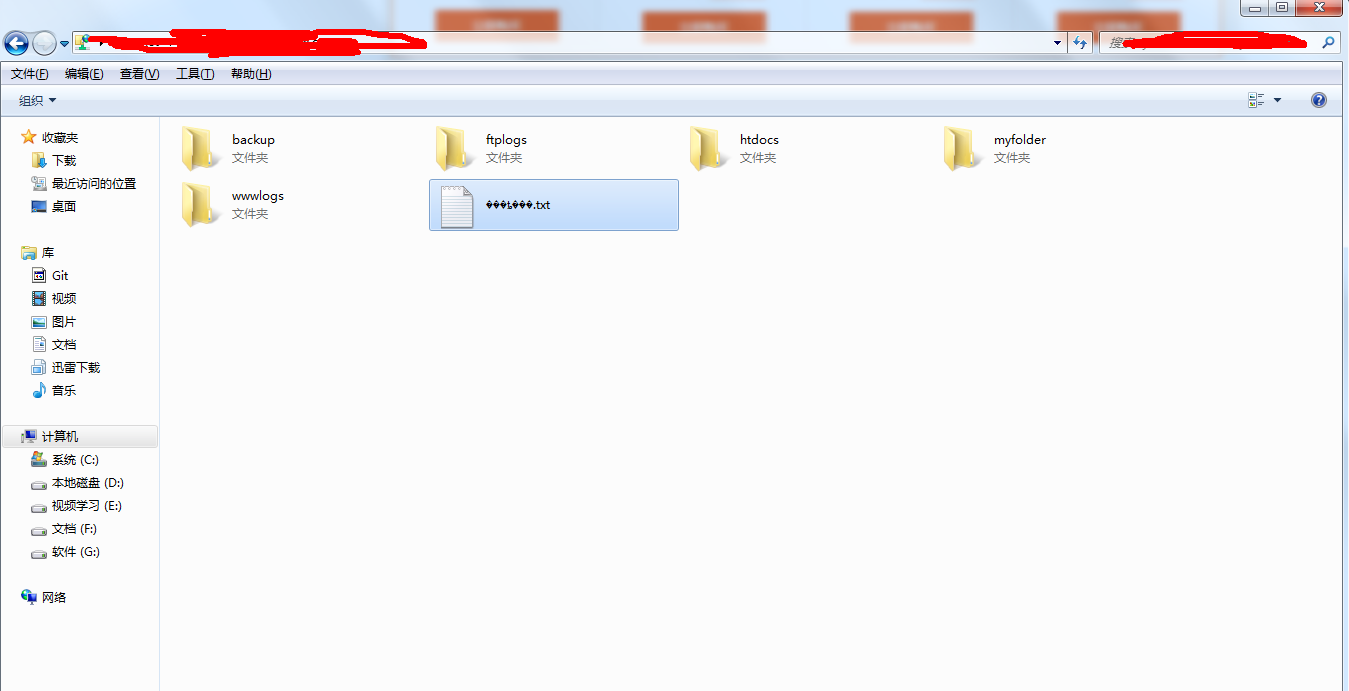 搜索
文件(F) 编辑(E) 查看(V) 工具(T) 帮助(H)
组织
收藏夹
下载
最近访问的位置
桌面
库
Git
视频
图片
文档
迅雷下载
音乐
计算机
系统 (C:)
本地磁盘 (D:)
视频学习 (E:)
文档 (F:)
软件 (G:)
网络
backup
文件夹
ftplogs
文件夹
htdocs
文件夹
myfolder
文件夹
wwwlogs
文件夹
���ե���.txt